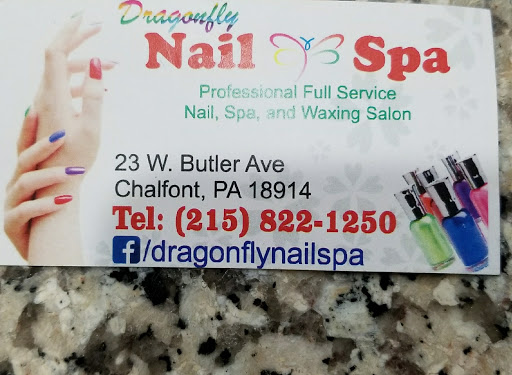 Dragonfly
Nail Spa
Professional Full Service
Nail, Spa, and Waxing Salon
23 W. Butler Ave
Chalfont, PA 18914
Tel: (215) 822-1250
f/dragonflynailspa